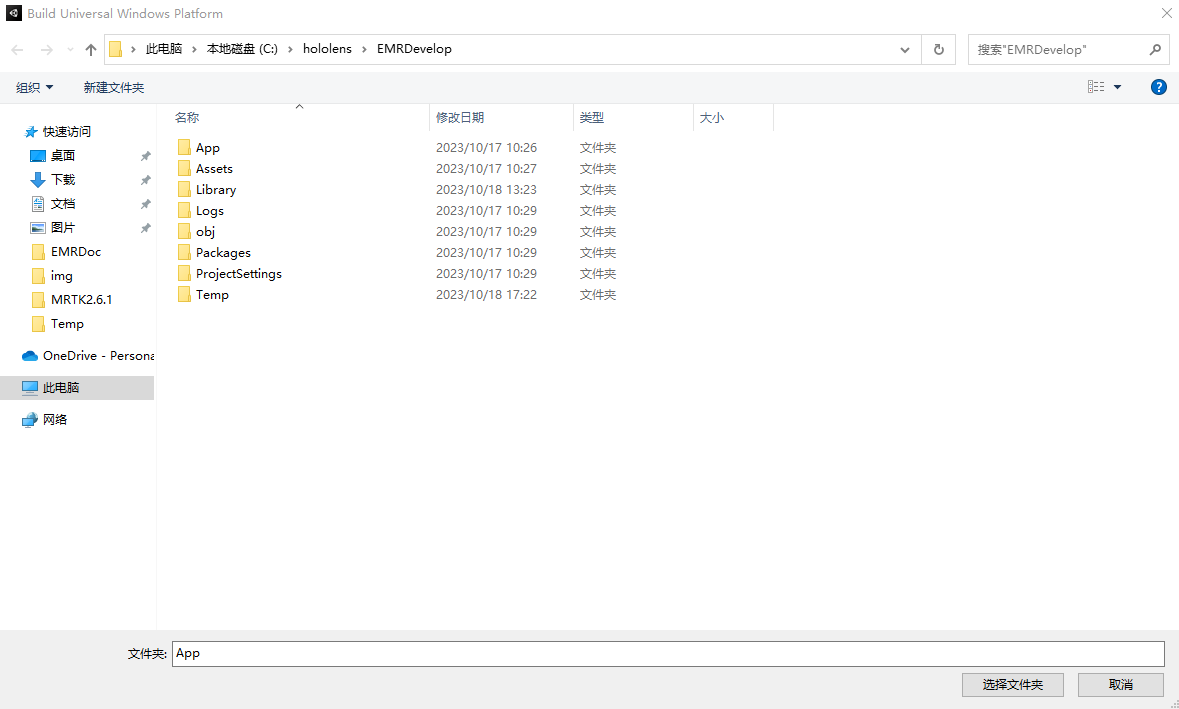 Build Universal Windows Platform
此电脑 › 本地磁盘 (C:) › hololens › EMRDevelop
搜索"EMRDevelop"
组织 新建文件夹
名称 修改日期 类型 大小
快速访问
桌面
下载
文档
图片
EMRDoc
img
MRTK2.6.1
Temp
OneDrive - Persona
此电脑
网络
App 2023/10/17 10:26 文件夹
Assets 2023/10/17 10:27 文件夹
Library 2023/10/18 13:23 文件夹
Logs 2023/10/17 10:29 文件夹
obj 2023/10/17 10:29 文件夹
Packages 2023/10/17 10:29 文件夹
ProjectSettings 2023/10/17 10:29 文件夹
Temp 2023/10/18 17:22 文件夹
文件夹: App
选择文件夹 取消